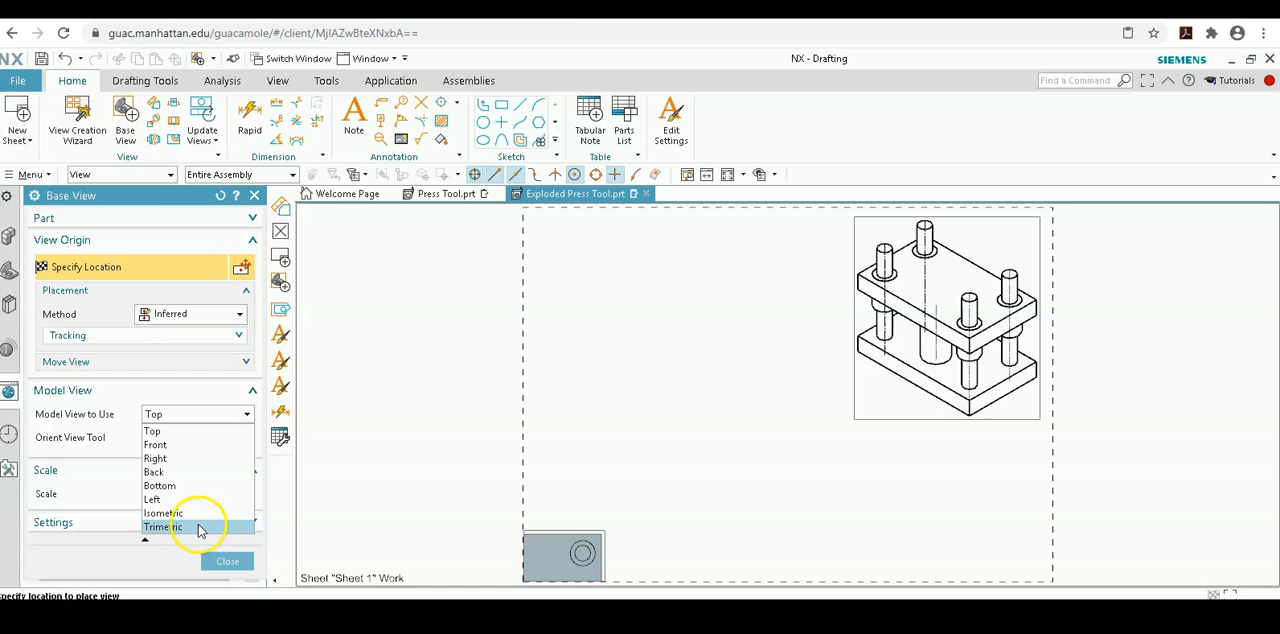 guac.manhattan.edu/guacamole/#/client/MjIAZwBteXNxbA==
NX
Switch Window
Window
NX - Drafting
SIEMENS
File
Home
Drafting Tools
Analysis
View
Tools
Application
Assemblies
Find a Command
Tutorials
New
Sheet
View Creation
Wizard
Base
View
Update
Views
Rapid
Note
Tabular
Note
Parts
List
Edit
Settings
View
Dimension
Annotation
Sketch
Table
Menu
View
Entire Assembly
Base View
Welcome Page
Press Tool.prt
Exploded Press Tool.prt
Part
View Origin
Specify Location
Placement
Method
Inferred
Tracking
Move View
Model View
Model View to Use
Top
Top
Orient View Tool
Front
Right
Scale
Back
Bottom
Scale
Left
Isometric
Settings
Trimetric
Close
Sheet "Sheet 1" Work
Specify location to place view